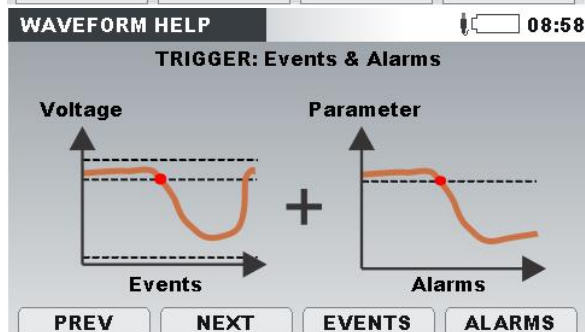 WAVEFORM HELP 08:58
TRIGGER: Events & Alarms
Voltage Parameter
Events Alarms
PREV NEXT EVENTS ALARMS